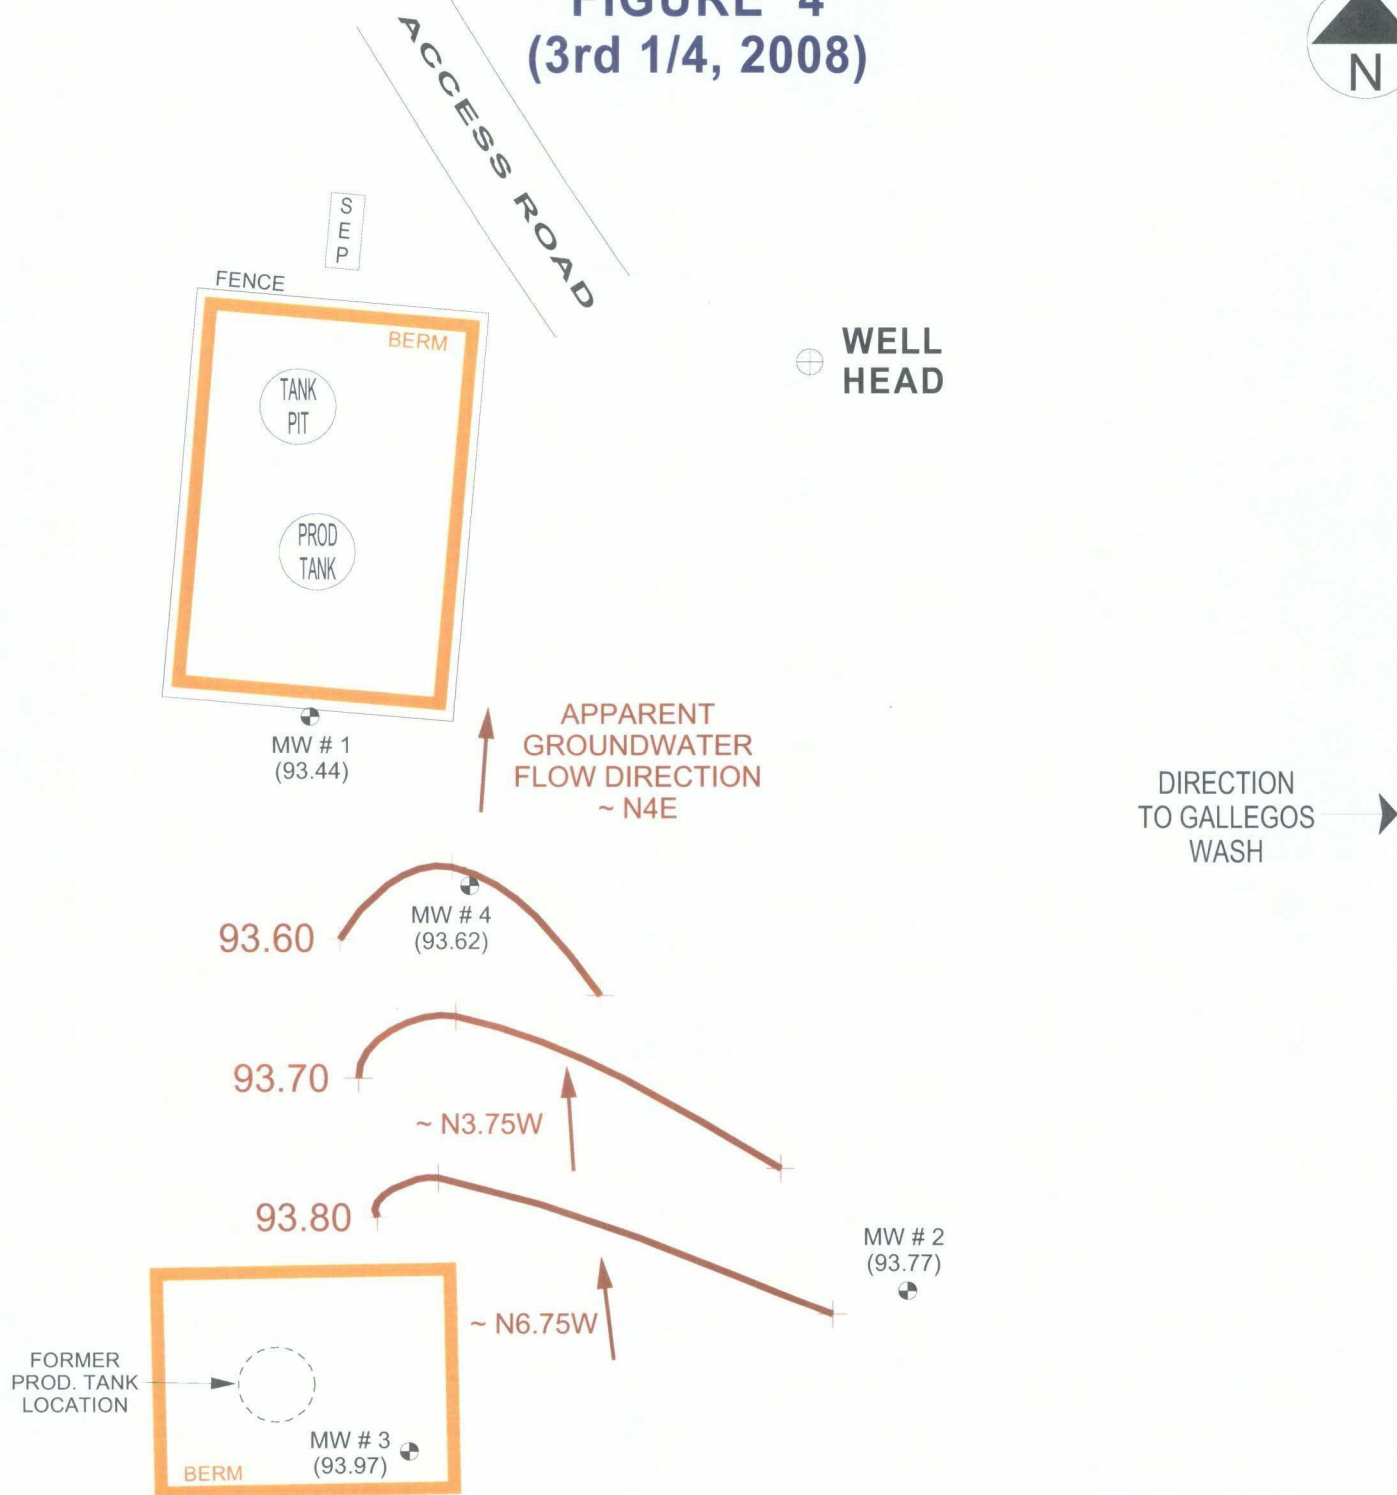 FIGURE 4
(3rd 1/4, 2008)
N
ACCESS ROAD
S
E
P
FENCE
BERM
TANK
PIT
PROD
TANK
WELL
HEAD
MW # 1
(93.44)
APPARENT
GROUNDWATER
FLOW DIRECTION
~ N4E
DIRECTION
TO GALLEGOS
WASH
MW # 4
(93.62)
93.60
93.70
~ N3.75W
93.80
MW # 2
(93.77)
~ N6.75W
FORMER
PROD. TANK
LOCATION
MW # 3
(93.97)
BERM